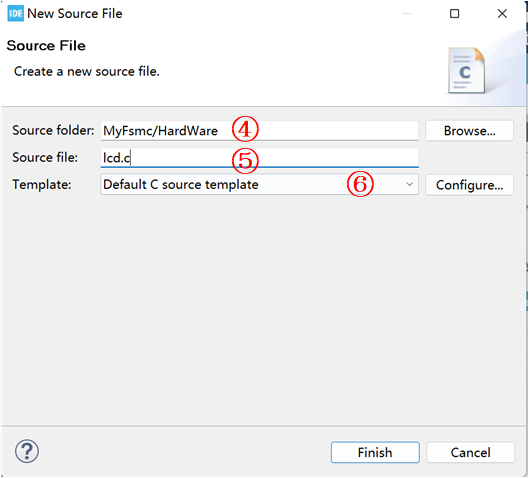 IDE New Source File
Source File
Create a new source file.
C
Source folder: MyFsmc/HardWare ④ Browse...
Source file: lcd.c ⑤
Template: Default C source template ⑥ Configure...
? Finish Cancel